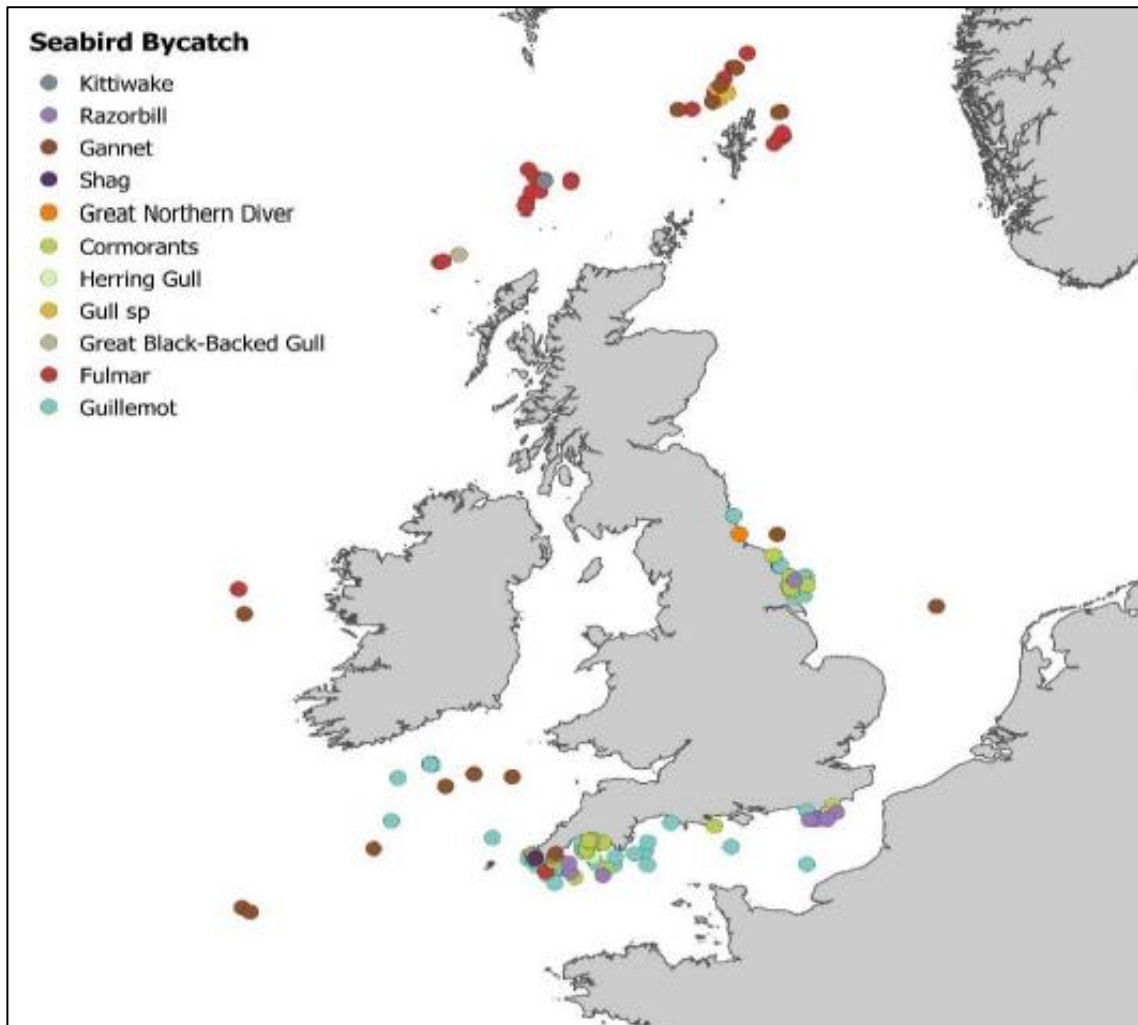 Seabird Bycatch
Kittiwake
Razorbill
Gannet
Shag
Great Northern Diver
Cormorants
Herring Gull
Gull sp
Great Black-Backed Gull
Fulmar
Guillemot